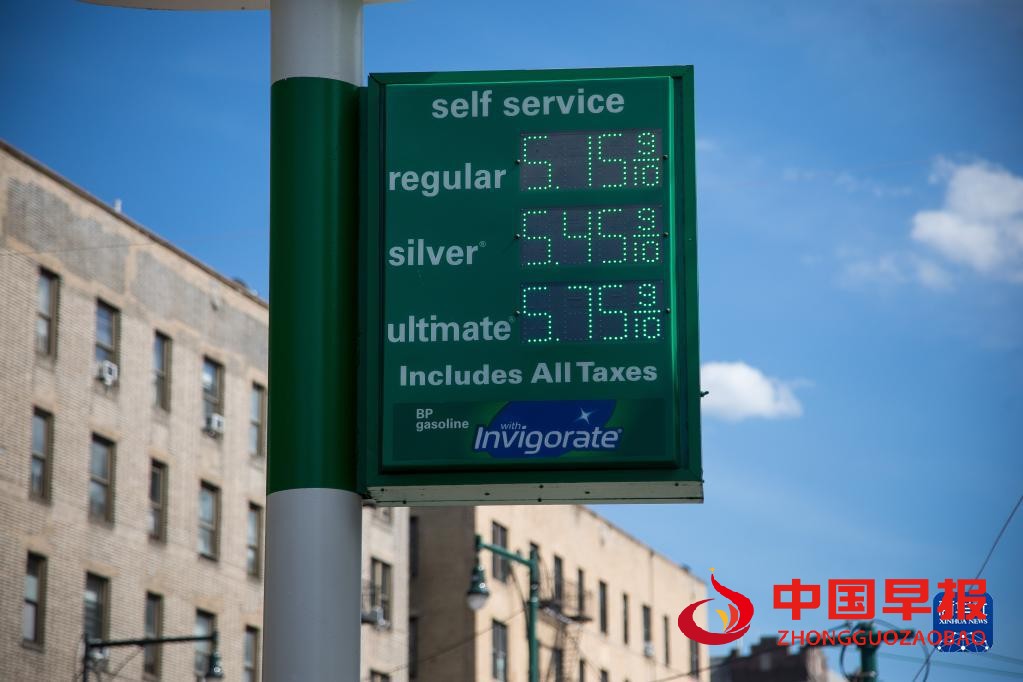 self service
regular 5.15 9/10
silver® 5.45 9/10
ultimate® 5.75 9/10
Includes All Taxes
BP
gasoline
with
Invigorate®
中国早报
ZHONGGUOZAOBAO
XINHUA NEWS